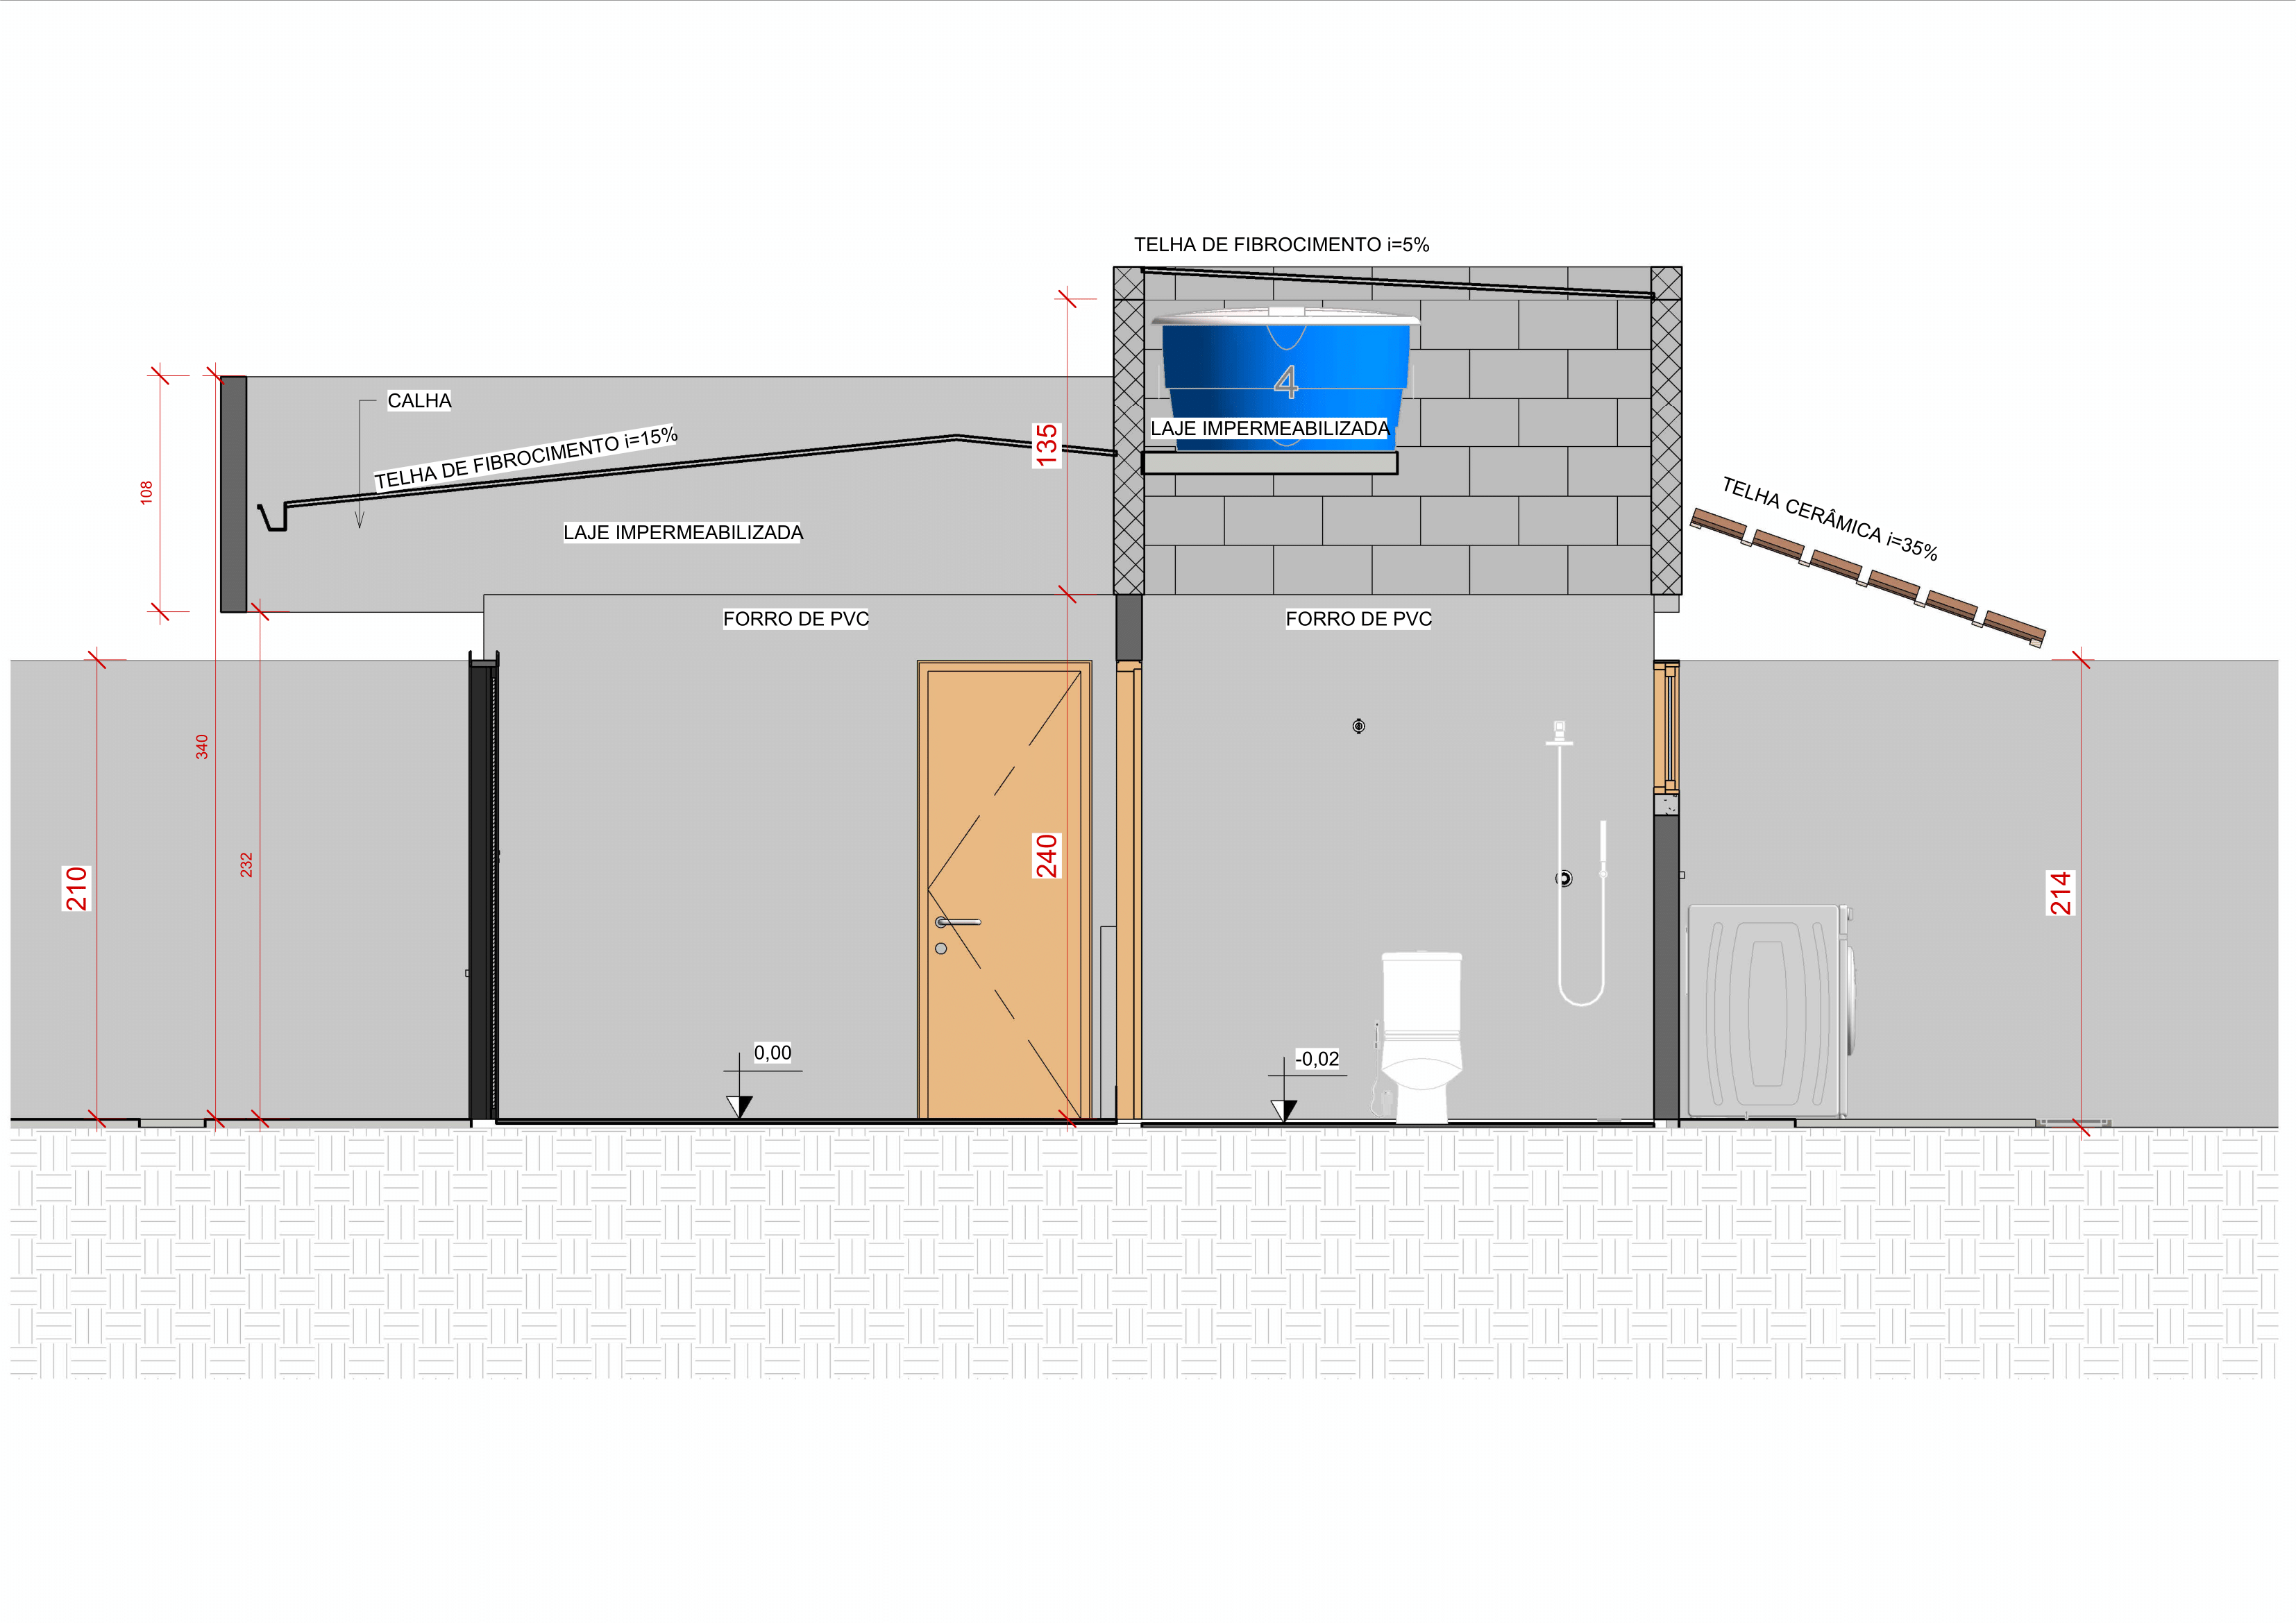 TELHA DE FIBROCIMENTO i=5%
CALHA
4
TELHA DE FIBROCIMENTO i=15%
135
LAJE IMPERMEABILIZADA
108
LAJE IMPERMEABILIZADA
TELHA CERÂMICA i=35%
FORRO DE PVC
FORRO DE PVC
340
232
240
210
214
0,00
-0,02